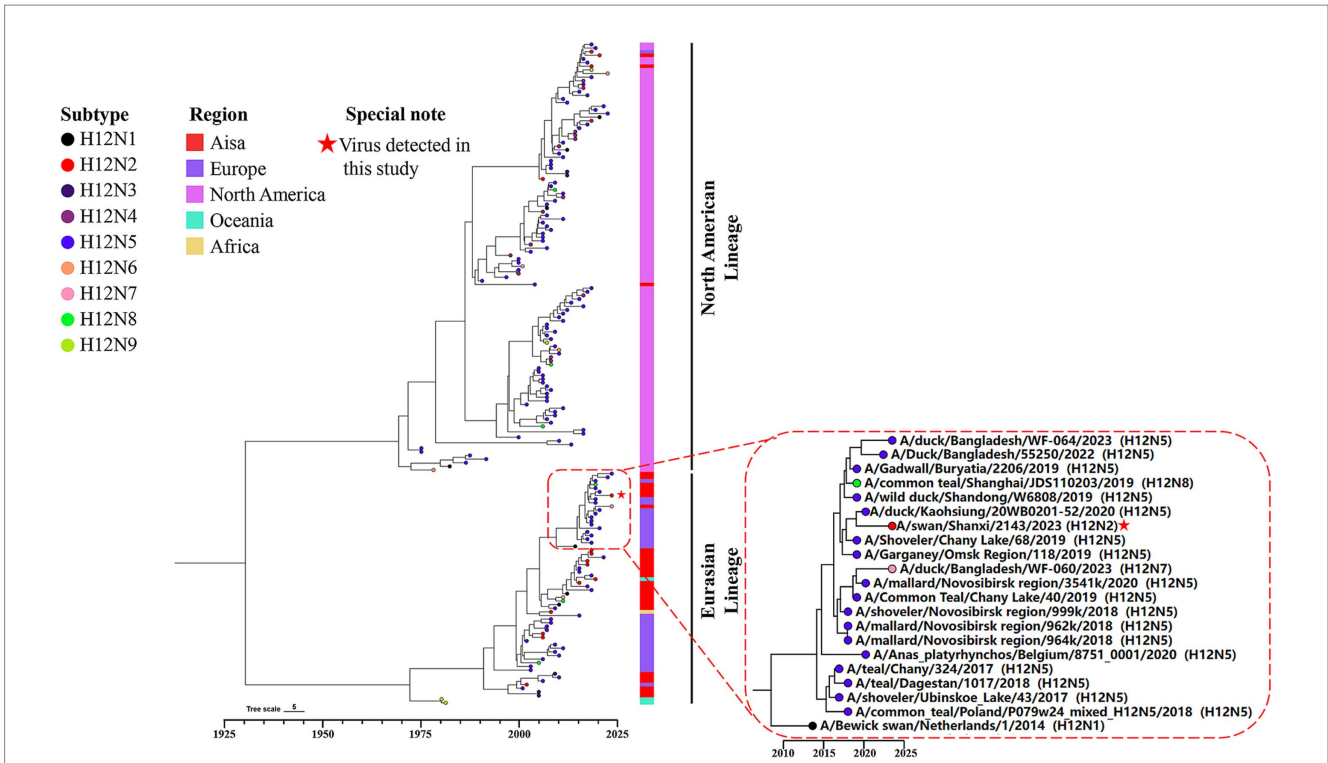 Subtype
H12N1
H12N2
H12N3
H12N4
H12N5
H12N6
H12N7
H12N8
H12N9
Region
Aisa
Europe
North America
Oceania
Africa
Special note
Virus detected in
this study
North American
Lineage
Eurasian
Lineage
A/duck/Bangladesh/WF-064/2023 (H12N5)
A/Duck/Bangladesh/55250/2022 (H12N5)
A/Gadwall/Buryatia/2206/2019 (H12N5)
A/common teal/Shanghai/JDS110203/2019 (H12N8)
A/wild duck/Shandong/W6808/2019 (H12N5)
A/duck/Kaohsiung/20WB0201-52/2020 (H12N5)
A/swan/Shanxi/2143/2023 (H12N2)
A/Shoveler/Chany Lake/68/2019 (H12N5)
A/Garganey/Omsk Region/118/2019 (H12N5)
A/duck/Bangladesh/WF-060/2023 (H12N7)
A/mallard/Novosibirsk region/3541k/2020 (H12N5)
A/Common Teal/Chany Lake/40/2019 (H12N5)
A/shoveler/Novosibirsk region/999k/2018 (H12N5)
A/mallard/Novosibirsk region/962k/2018 (H12N5)
A/mallard/Novosibirsk region/964k/2018 (H12N5)
A/Anas_platyrhynchos/Belgium/8751_0001/2020 (H12N5)
A/teal/Chany/324/2017 (H12N5)
A/teal/Dagestan/1017/2018 (H12N5)
A/shoveler/Ubinskoe_Lake/43/2017 (H12N5)
A/common_teal/Poland/P079w24_mixed_H12N5/2018 (H12N5)
A/Bewick swan/Netherlands/1/2014 (H12N1)
2010 2015 2020 2025
Tree scale 5
1925 1950 1975 2000 2025